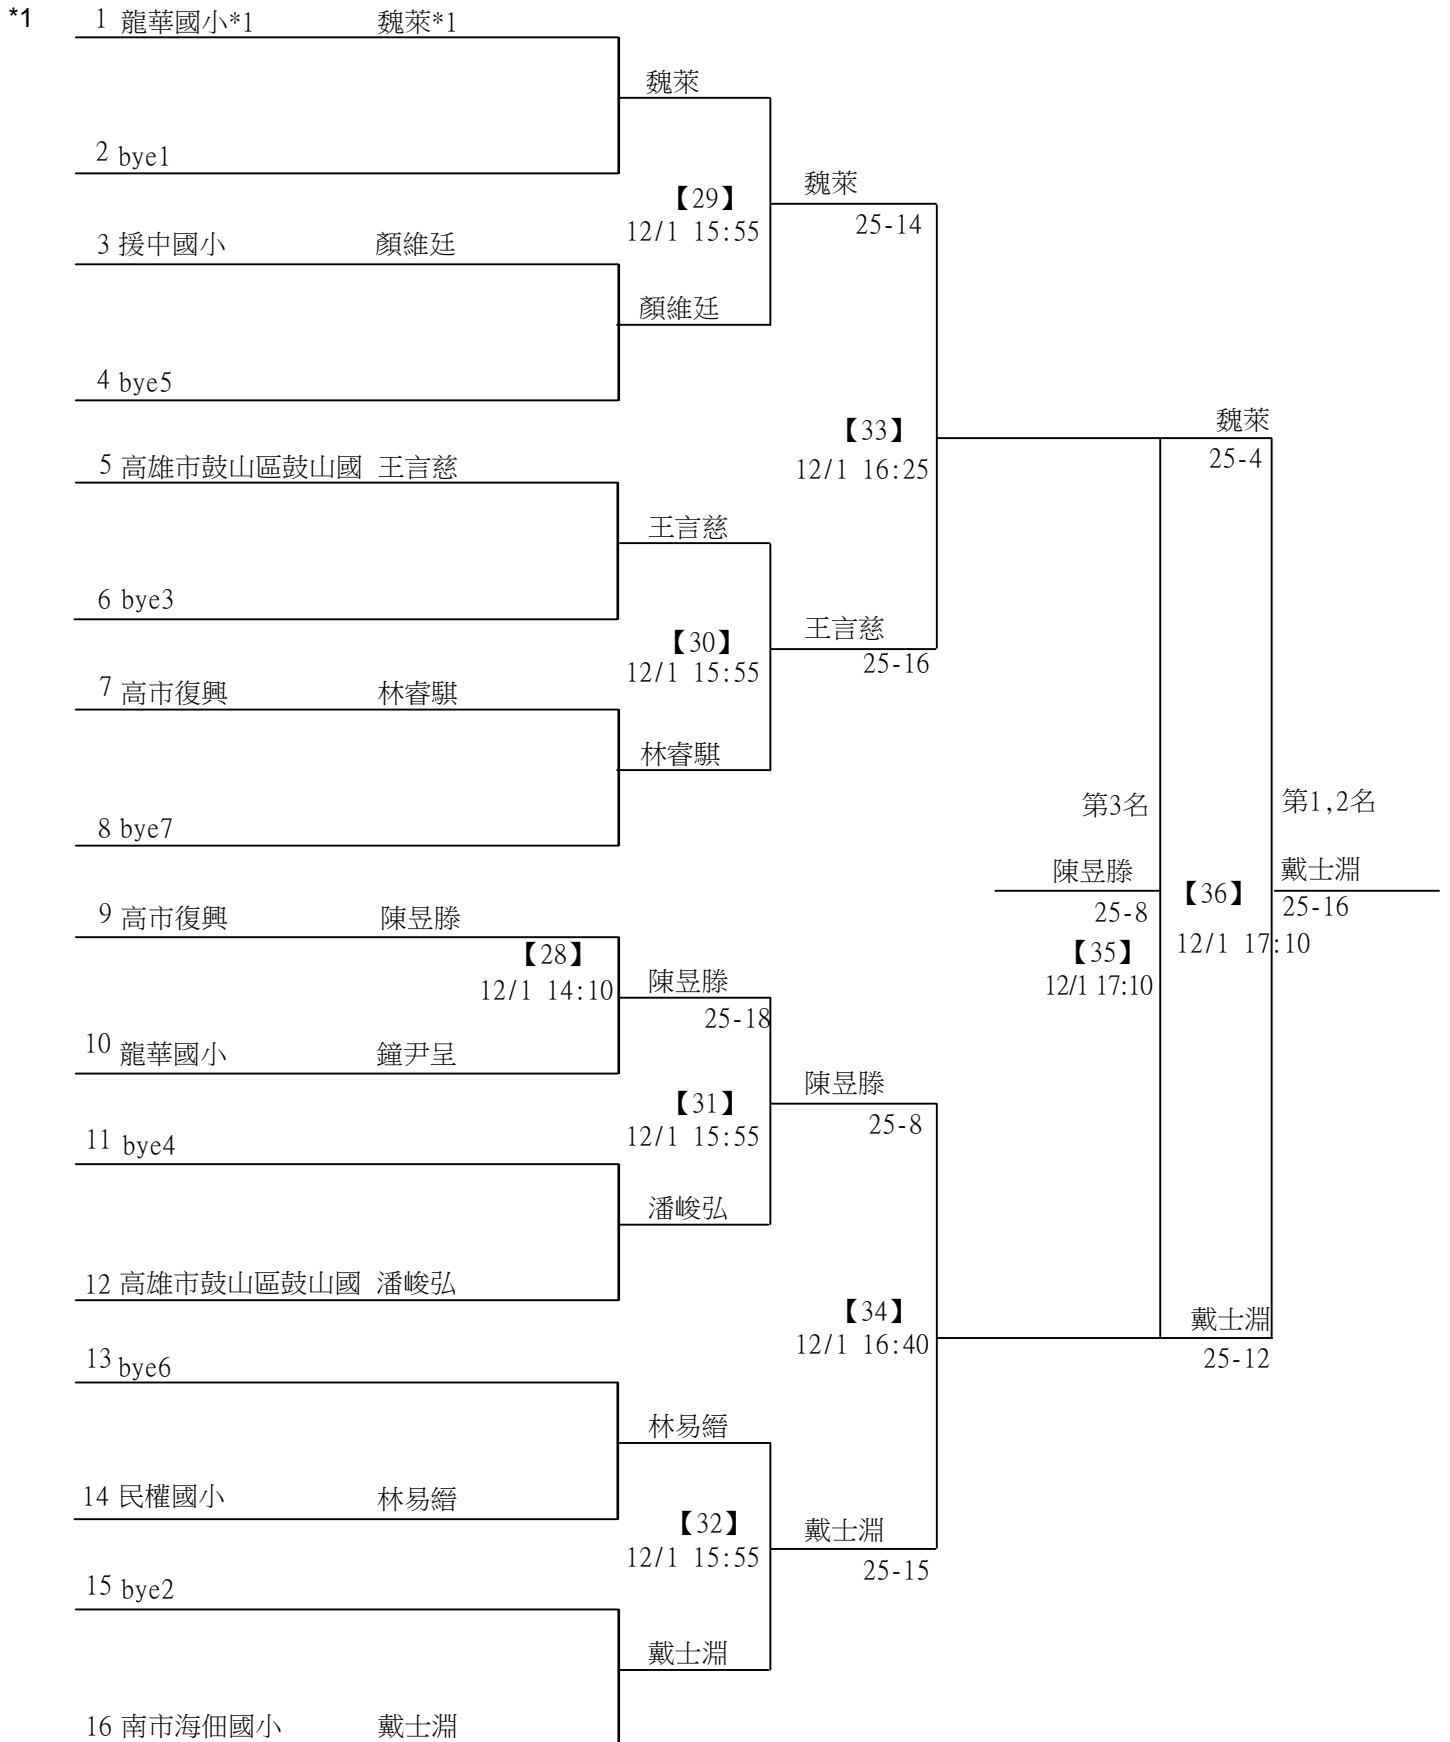 *1
1 龍華國小*1 魏萊*1
魏萊
2 bye1
魏萊
【29】
25-14
12/1 15:55
3 援中國小 顏維廷
顏維廷
4 bye5
魏萊
【33】
25-4
5 高雄市鼓山區鼓山國 王言慈
12/1 16:25
王言慈
6 bye3
王言慈
【30】
25-16
12/1 15:55
7 高市復興 林睿騏
林睿騏
第3名
第1,2名
8 bye7
陳昱滕
戴士淵
【36】
25-8
25-16
9 高市復興 陳昱滕
12/1 17:10
【28】
【35】
12/1 14:10
陳昱滕
12/1 17:10
25-18
10 龍華國小 鐘尹呈
陳昱滕
【31】
25-8
12/1 15:55
11 bye4
潘峻弘
12 高雄市鼓山區鼓山國 潘峻弘
【34】
戴士淵
12/1 16:40
25-12
13 bye6
林易縉
14 民權國小 林易縉
【32】
戴士淵
12/1 15:55
25-15
15 bye2
戴士淵
16 南市海佃國小 戴士淵